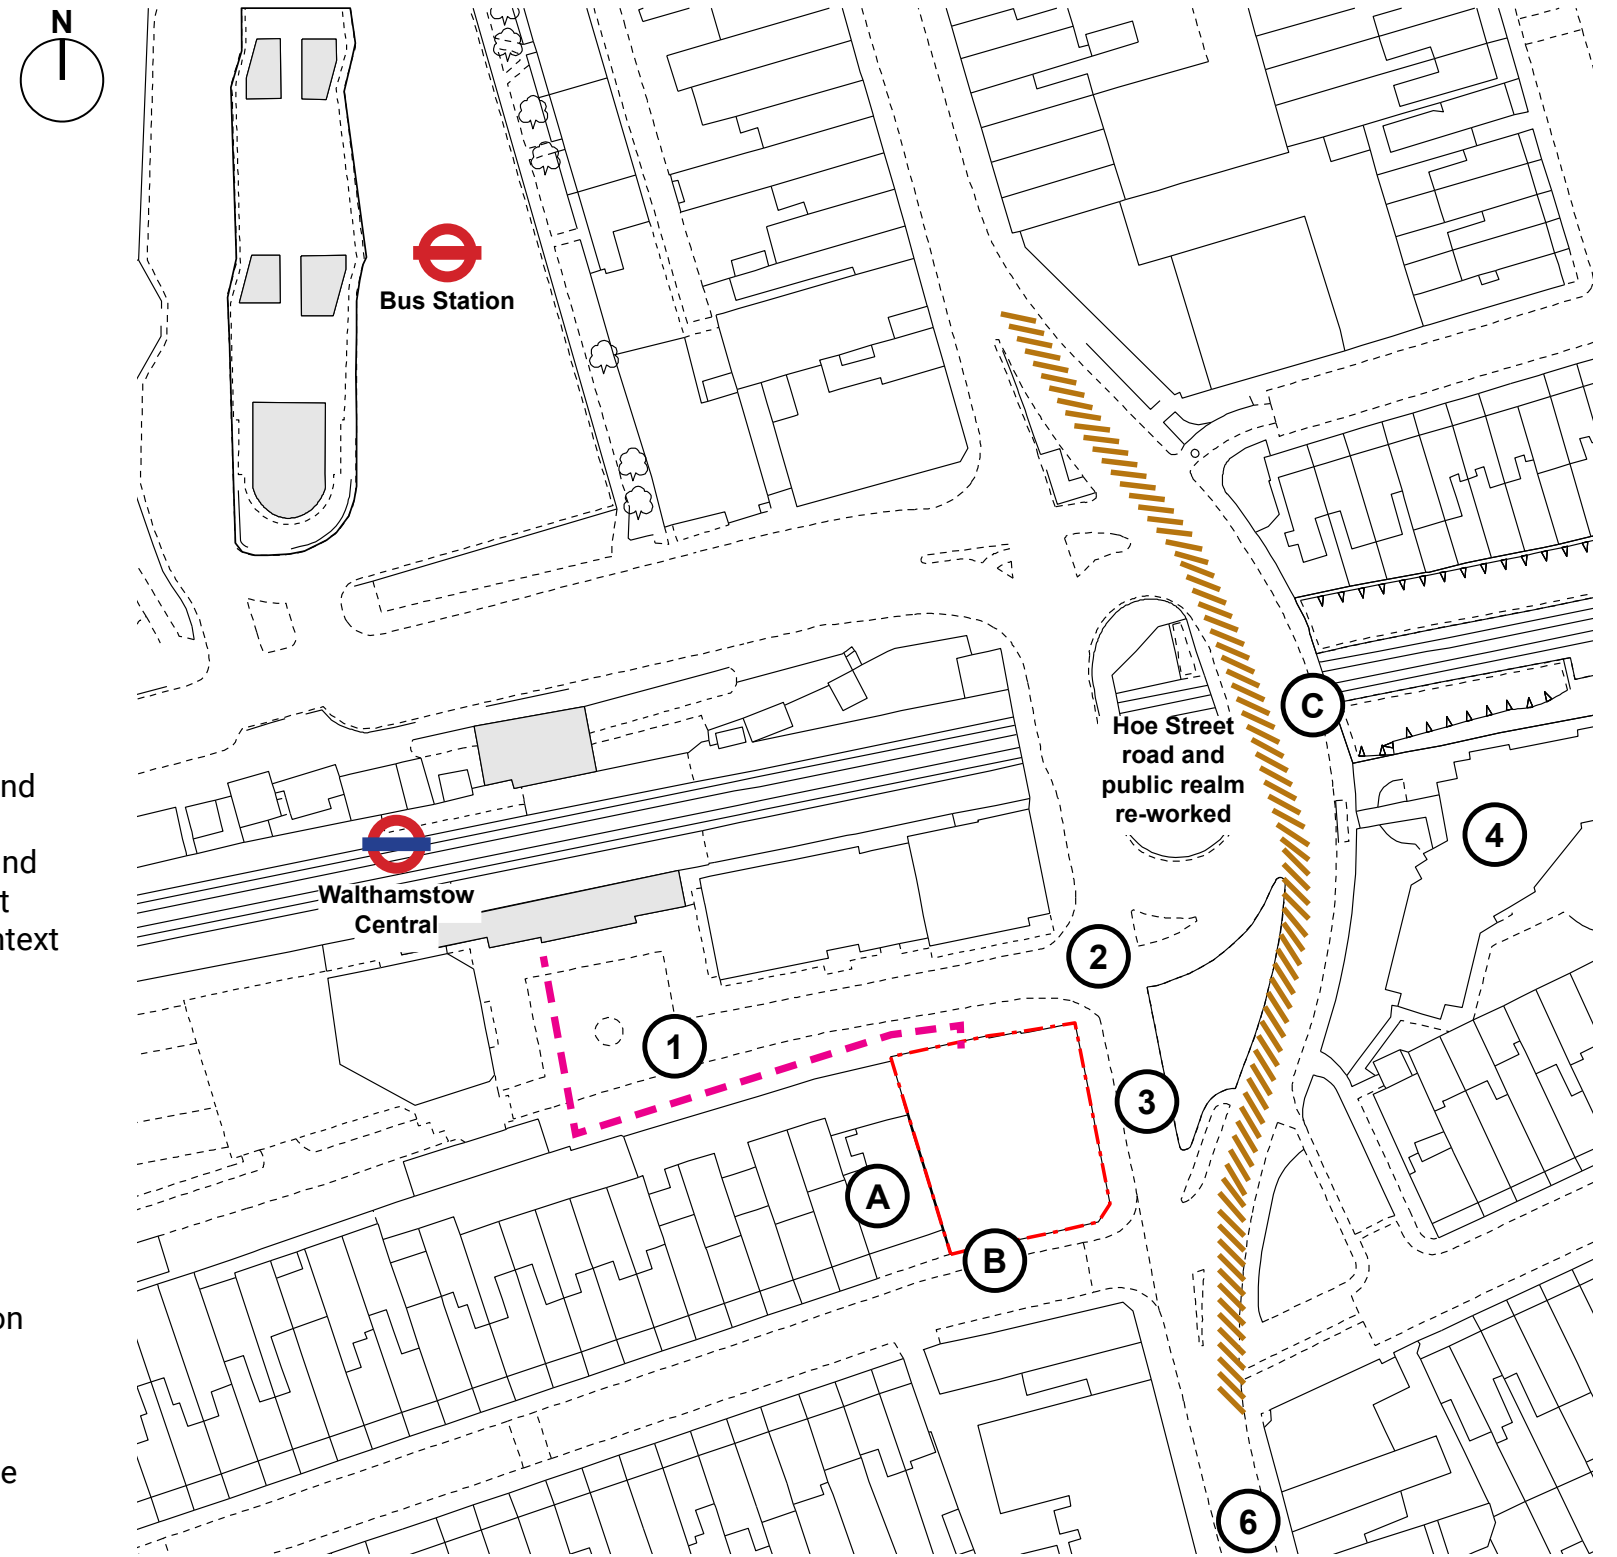 N
Bus Station
Hoe Street
road and
public realm
re-worked
C
4
nd
nd
t
ntext
Walthamstow
Central
2
1
3
A
B
on
e
6